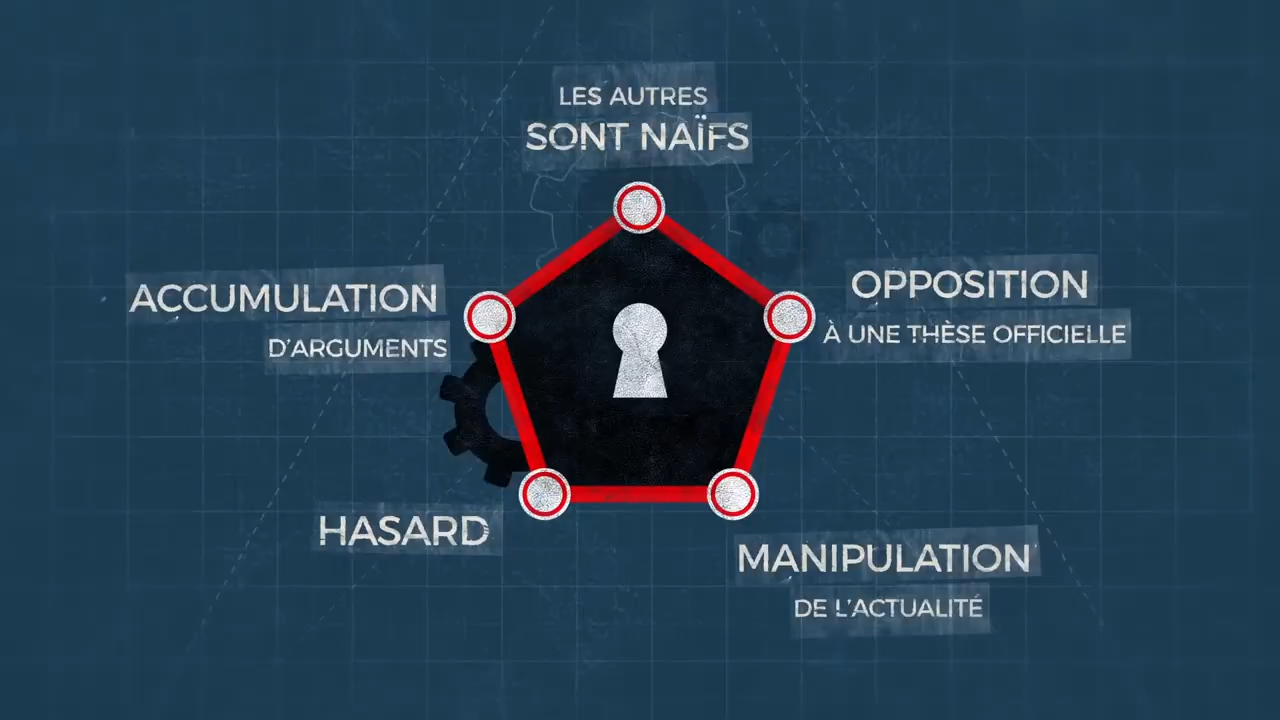 LES AUTRES
SONT NAÏFS
ACCUMULATION
D'ARGUMENTS
OPPOSITION
À UNE THÈSE OFFICIELLE
HASARD
MANIPULATION
DE L'ACTUALITÉ